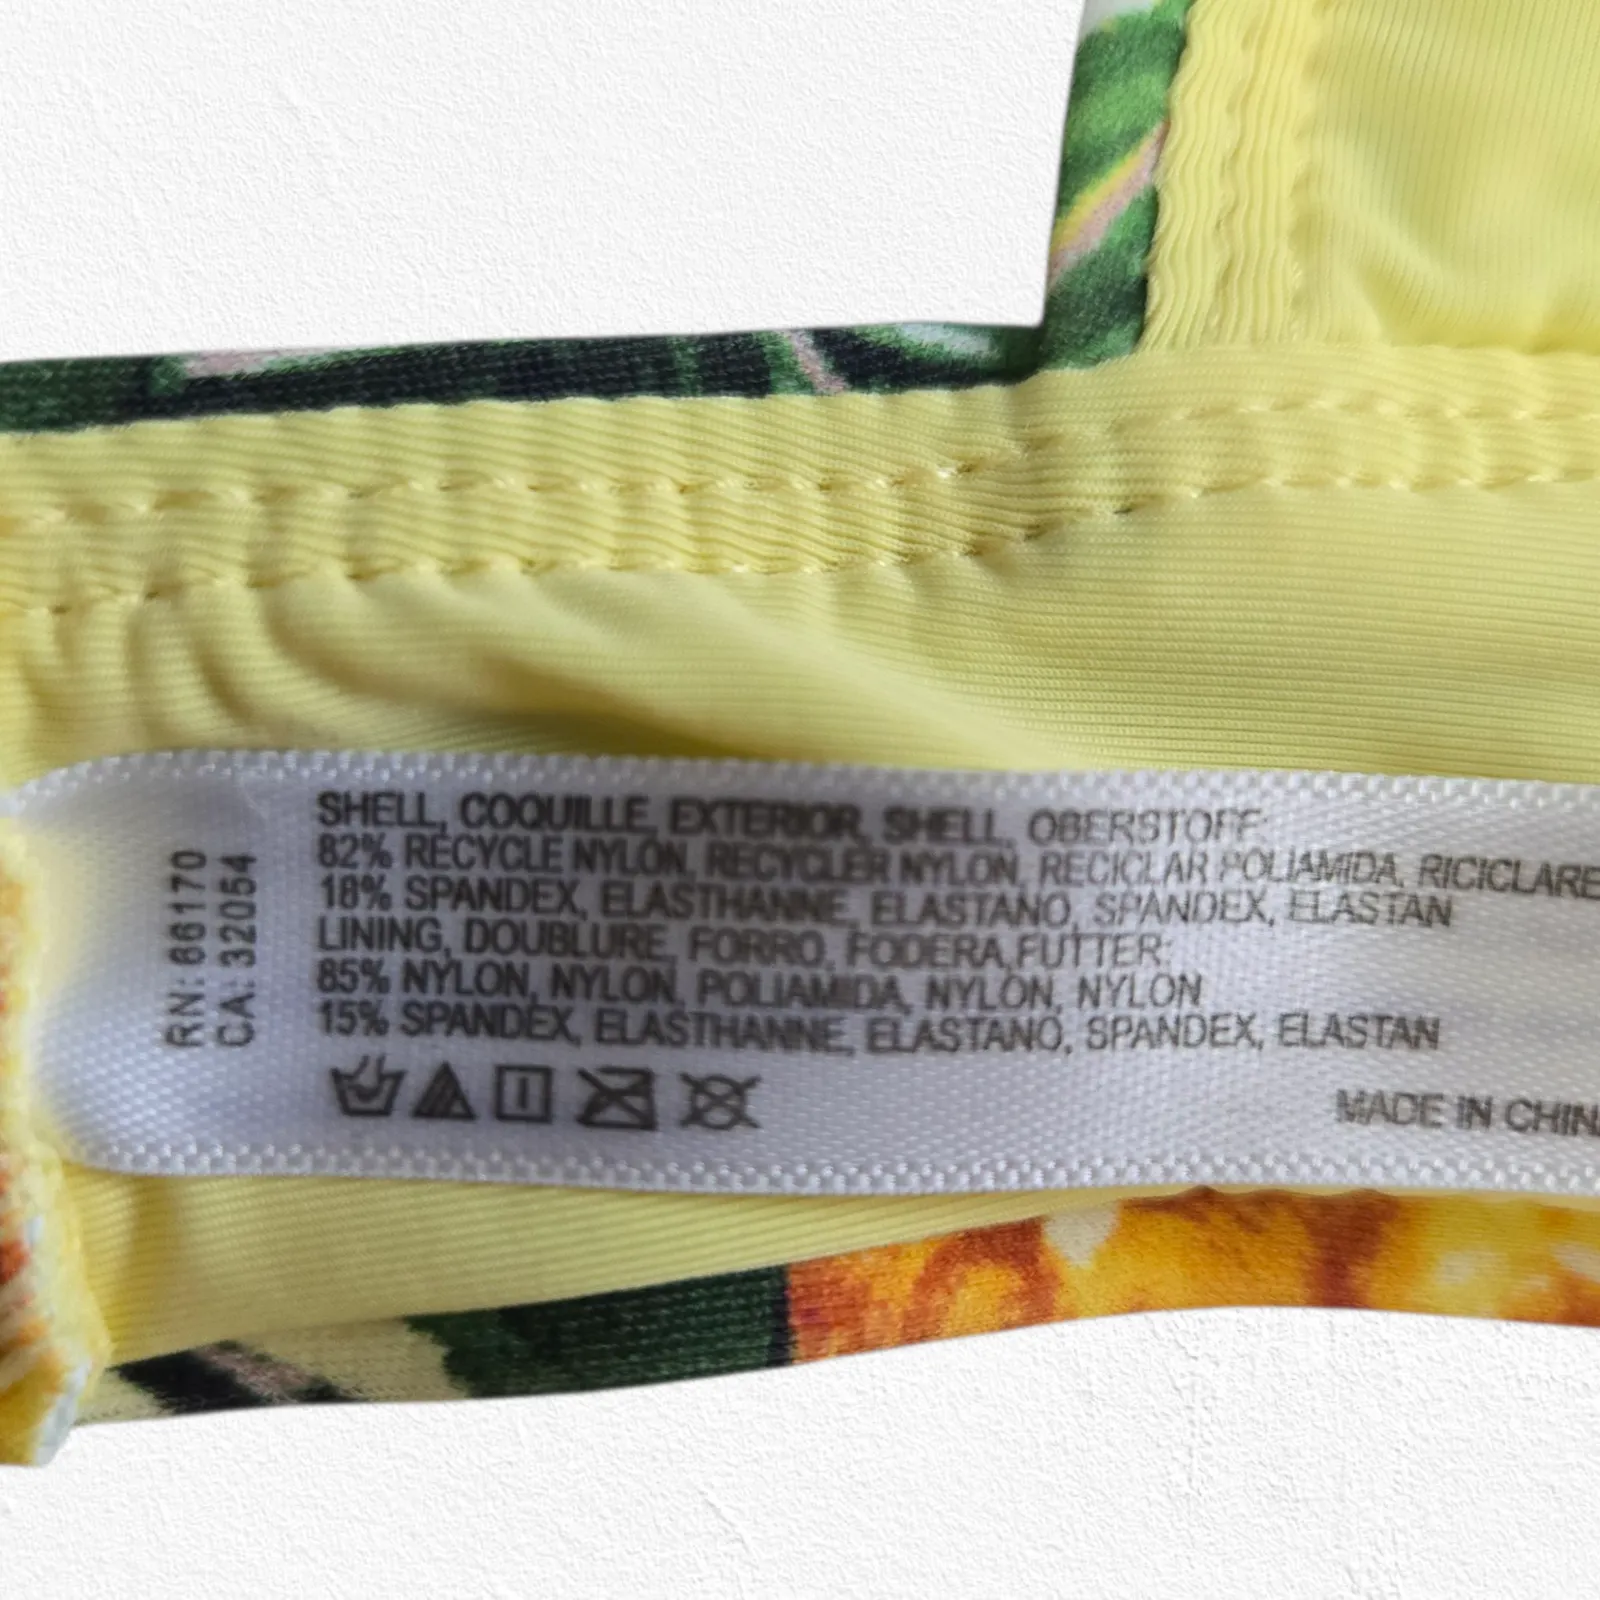 SHELL, COQUILLE, EXTERIOR, SHELL, OBERSTOFF:
82% RECYCLE NYLON, RECYCLER NYLON, RECICLAR POLIAMIDA, RICICLARE
18% SPANDEX, ELASTHANNE, ELASTANO, SPANDEX, ELASTAN
LINING, DOUBLURE, FORRO, FODERA, FUTTER:
85% NYLON, NYLON, POLIAMIDA, NYLON, NYLON
15% SPANDEX, ELASTHANNE, ELASTANO, SPANDEX, ELASTAN
MADE IN CHINA
RN: 66170
CA: 32054